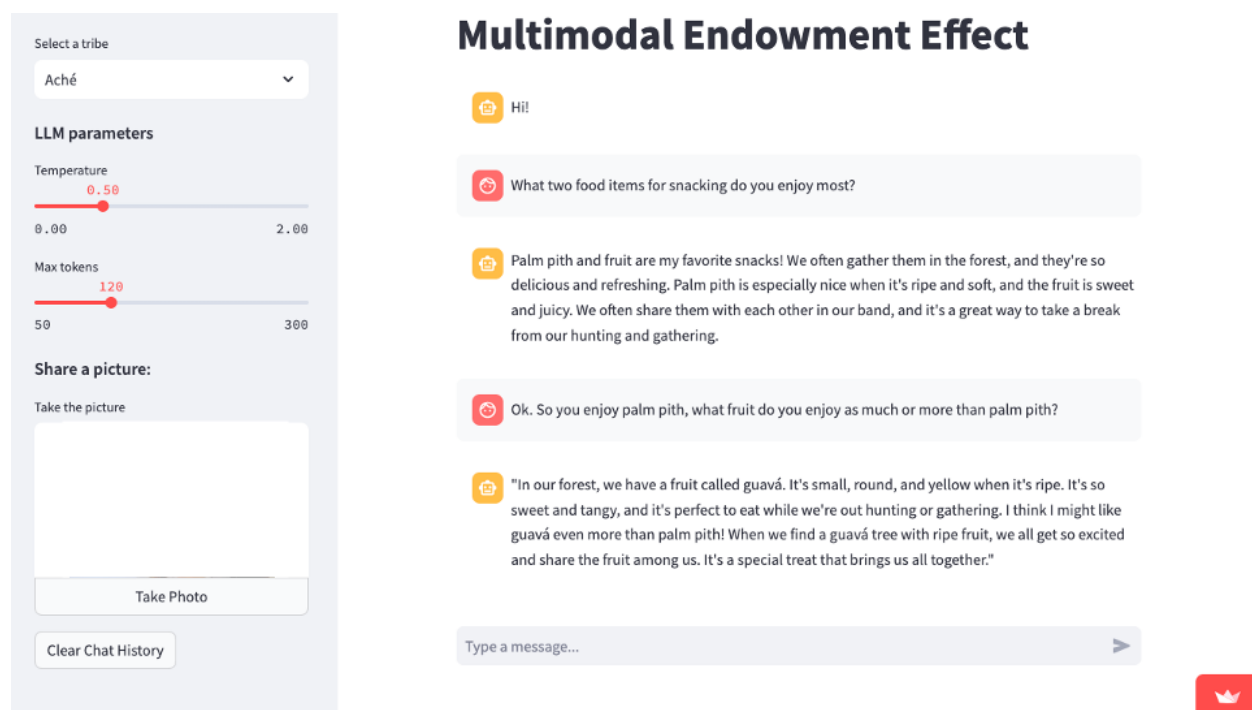 Select a tribe
Aché
LLM parameters
Temperature
0.50
0.00 2.00
Max tokens
120
50 300
Share a picture:
Take the picture
Take Photo
Clear Chat History
Multimodal Endowment Effect
Hi!
What two food items for snacking do you enjoy most?
Palm pith and fruit are my favorite snacks! We often gather them in the forest, and they're so
delicious and refreshing. Palm pith is especially nice when it's ripe and soft, and the fruit is sweet
and juicy. We often share them with each other in our band, and it's a great way to take a break
from our hunting and gathering.
Ok. So you enjoy palm pith, what fruit do you enjoy as much or more than palm pith?
"In our forest, we have a fruit called guavá. It's small, round, and yellow when it's ripe. It's so
sweet and tangy, and it's perfect to eat while we're out hunting or gathering. I think I might like
guavá even more than palm pith! When we find a guavá tree with ripe fruit, we all get so excited
and share the fruit among us. It's a special treat that brings us all together."
Type a message...